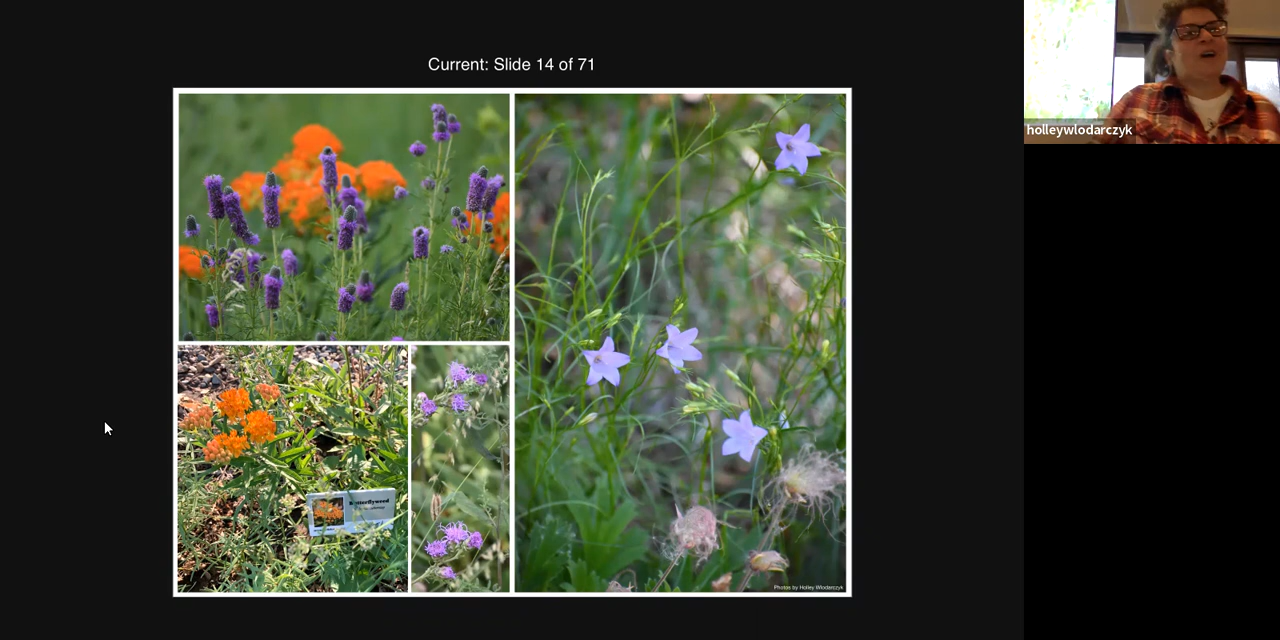 Current: Slide 14 of 71
holleywlodarczyk
Butterflyweed
Photos by Holley Wlodarczyk